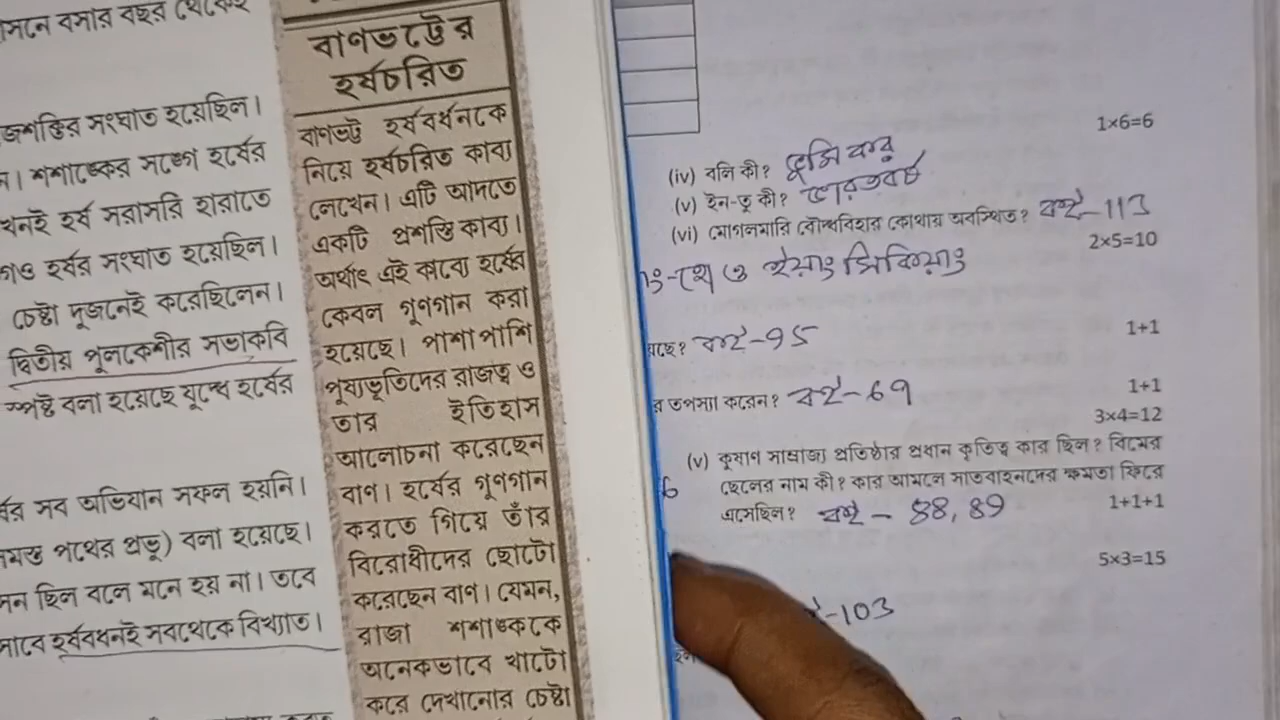 বসার বছর থেকেই
জশক্তির সংঘাত হয়েছিল।
ন। শশাঙ্কের সঙ্গে হর্ষের
খনই হর্ষ সরাসরি হারাতে
হর্ষর সংঘাত হয়েছিল।
চেষ্টা দুজনেই করেছিলেন।
দ্বিতীয় পুলকেশীর সভাকবি
স্পষ্ট বলা হয়েছে যুদ্ধে হর্ষের
সব অভিযান সফল হয়নি।
পথের প্রভু) বলা হয়েছে।
ছিল বলে মনে হয় না। তবে
হর্ষবর্ধনই সবথেকে বিখ্যাত।
বাণভট্টের
হর্ষচরিত
বাণভট্ট হর্ষবর্ধনকে
নিয়ে হর্ষচরিত কাব্য
লেখেন। এটি আদতে
একটি প্রশস্তি কাব্য।
অর্থাৎ এই কাব্যে হর্ষের
কেবল গুণগান করা
হয়েছে। পাশাপাশি
পুষ্যভূতিদের রাজত্ব ও
তার ইতিহাস
আলোচনা করেছেন
বাণ। হর্ষের গুণগান
করতে গিয়ে তাঁর
বিরোধীদের ছোটো
করেছেন বাণ। যেমন,
রাজা শশাঙ্ককে
অনেকভাবে খাটো
করে দেখানোর চেষ্টা
1×6=6
(iv) বলি কী? ভূমি কর
(v) ইন-তু কী? ভারতবর্ষ
(vi) মোগলমারি বৌদ্ধবিহার কোথায় অবস্থিত? বই-113
2×5=10
ং-হো ও ইয়াং সিকিয়াং
য়ছে? বই-95 1+1
র তপস্যা করেন? বই-69 1+1
3×4=12
(v) কুষাণ সাম্রাজ্য প্রতিষ্ঠার প্রধান কৃতিত্ব কার ছিল? বিমের
ছেলের নাম কী? কার আমলে সাতবাহনদের ক্ষমতা ফিরে
এসেছিল? বই - 88, 89 1+1+1
5×3=15
-103